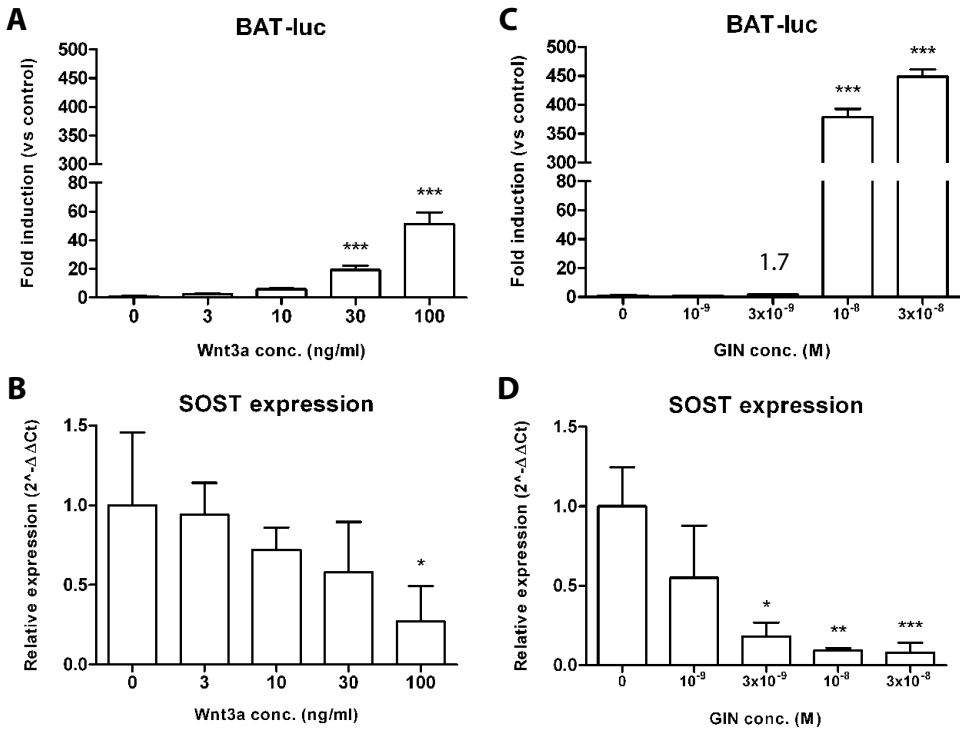 A
BAT-luc
Fold induction (vs control)
500
450
400
350
300
80
60
40
20
0
***
***
0 3 10 30 100
Wnt3a conc. (ng/ml)
B
SOST expression
Relative expression (2^-ΔΔCt)
1.5
1.0
0.5
0.0
*
0 3 10 30 100
Wnt3a conc. (ng/ml)
C
BAT-luc
Fold induction (vs control)
500
450
400
350
300
80
60
40
20
0
1.7
***
***
0 10⁻⁹ 3x10⁻⁹ 10⁻⁸ 3x10⁻⁸
GIN conc. (M)
D
SOST expression
Relative expression (2^-ΔΔCt)
1.5
1.0
0.5
0.0
*
**
***
0 10⁻⁹ 3x10⁻⁹ 10⁻⁸ 3x10⁻⁸
GIN conc. (M)